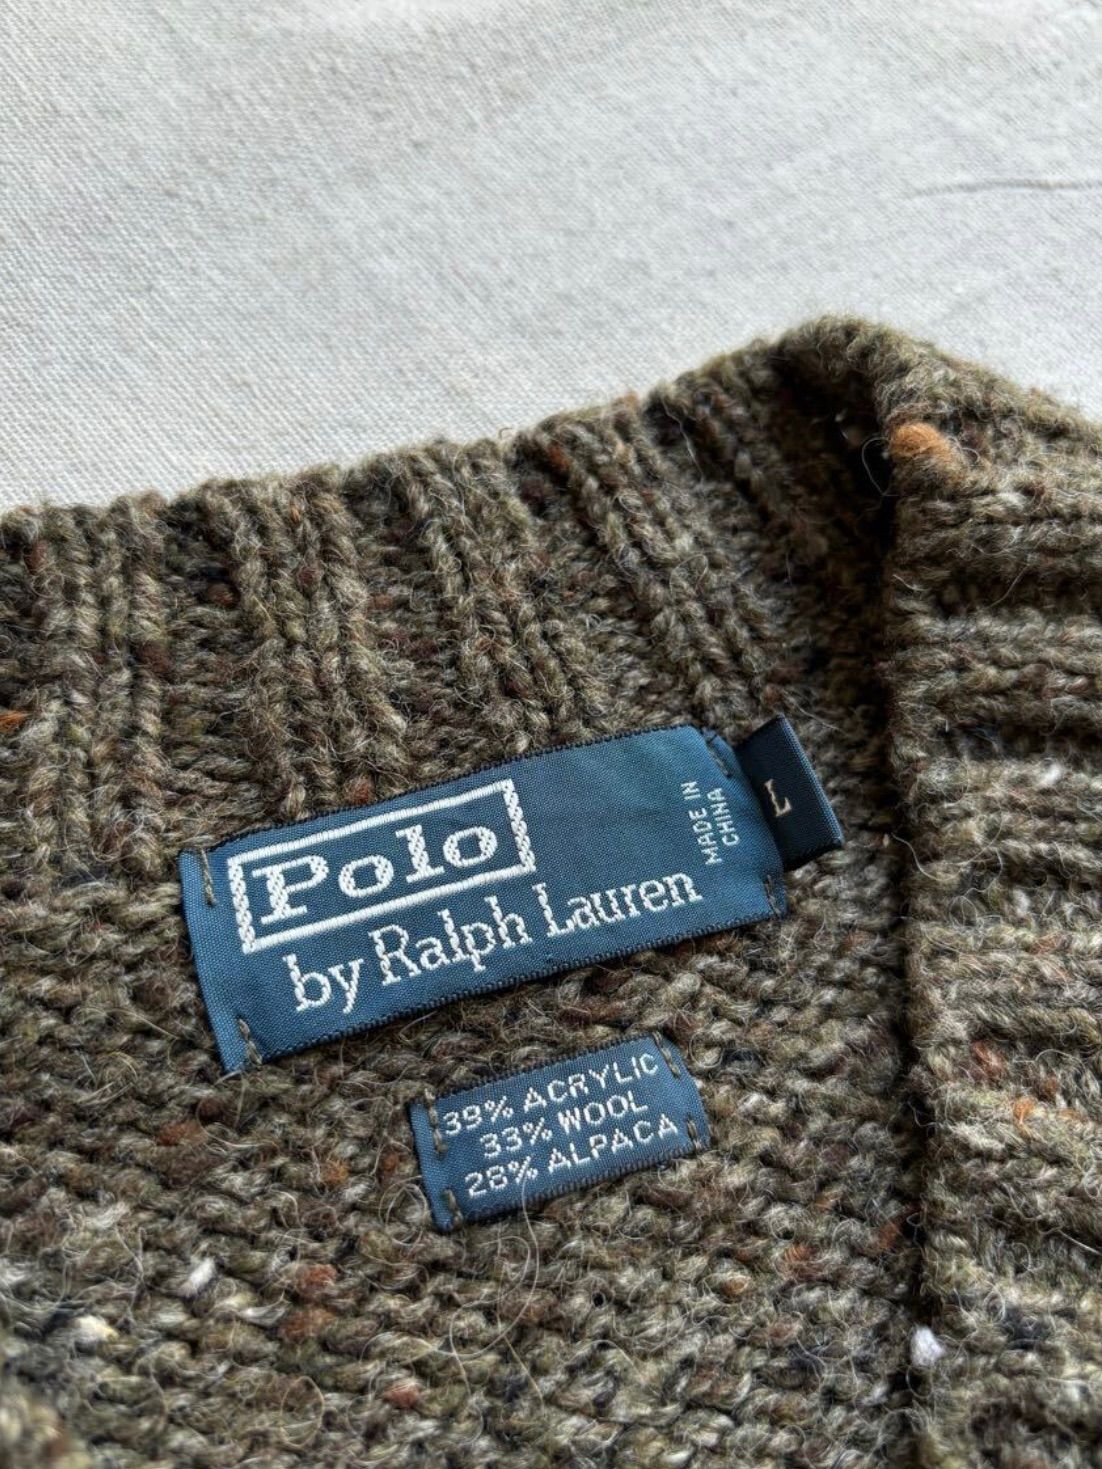 Polo
by Ralph Lauren
MADE IN
CHINA
L
39% ACRYLIC
33% WOOL
28% ALPACA